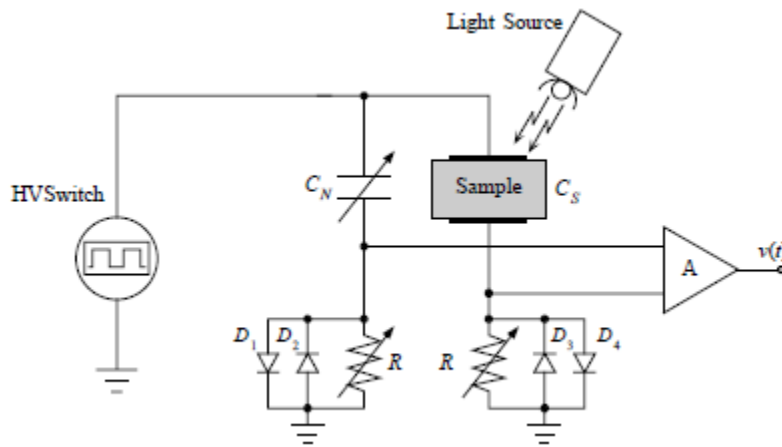 Light Source
HVSwitch
C_N
Sample
C_S
A
v(t)
D_1
D_2
R
R
D_3
D_4